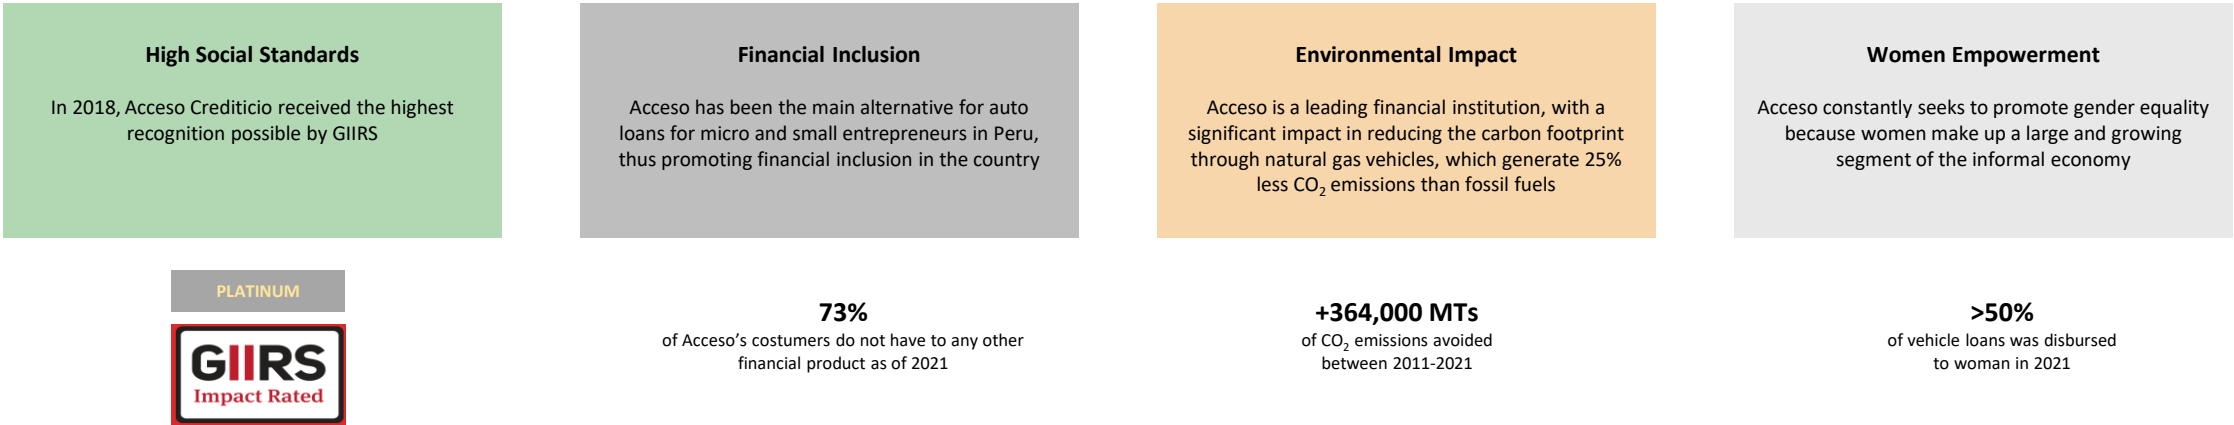 High Social Standards
In 2018, Acceso Crediticio received the highest
recognition possible by GIIRS
PLATINUM
GIIRS
Impact Rated
Financial Inclusion
Acceso has been the main alternative for auto
loans for micro and small entrepreneurs in Peru,
thus promoting financial inclusion in the country
73%
of Acceso’s costumers do not have to any other
financial product as of 2021
Environmental Impact
Acceso is a leading financial institution, with a
significant impact in reducing the carbon footprint
through natural gas vehicles, which generate 25%
less CO₂ emissions than fossil fuels
+364,000 MTs
of CO₂ emissions avoided
between 2011-2021
Women Empowerment
Acceso constantly seeks to promote gender equality
because women make up a large and growing
segment of the informal economy
>50%
of vehicle loans was disbursed
to woman in 2021